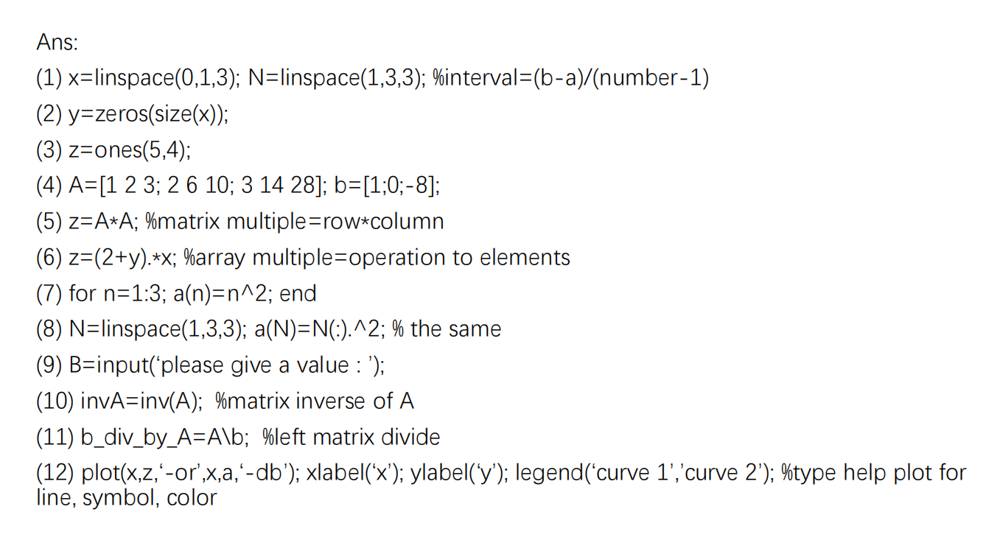 Ans:
(1) x=linspace(0,1,3); N=linspace(1,3,3); %interval=(b-a)/(number-1)
(2) y=zeros(size(x));
(3) z=ones(5,4);
(4) A=[1 2 3; 2 6 10; 3 14 28]; b=[1;0;-8];
(5) z=A*A; %matrix multiple=row*column
(6) z=(2+y).*x; %array multiple=operation to elements
(7) for n=1:3; a(n)=n^2; end
(8) N=linspace(1,3,3); a(N)=N(:).^2; % the same
(9) B=input(‘please give a value : ’);
(10) invA=inv(A);  %matrix inverse of A
(11) b_div_by_A=A\b;  %left matrix divide
(12) plot(x,z,‘-or’,x,a,‘-db’); xlabel(‘x’); ylabel(‘y’); legend(‘curve 1’,’curve 2’); %type help plot for
line, symbol, color